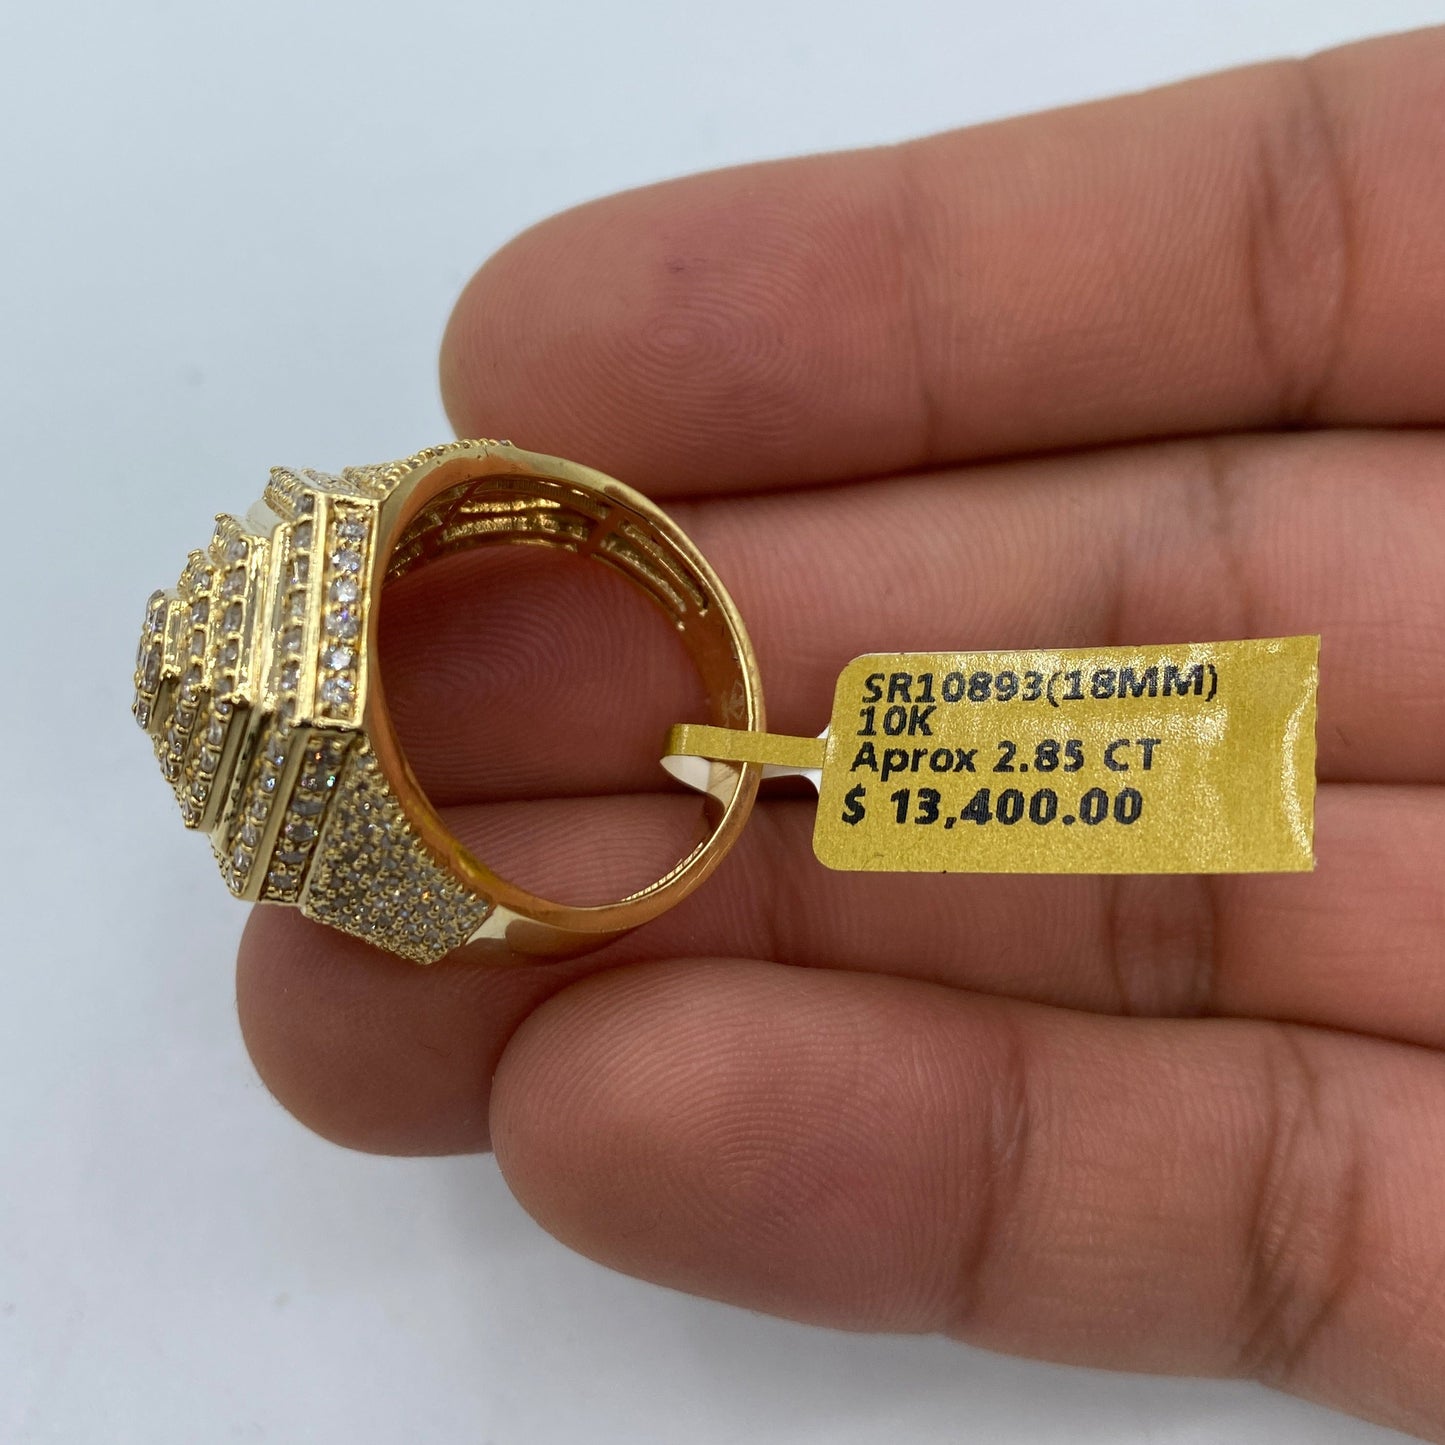 SR10893(18MM)
10K
Aprox 2.85 CT
$ 13,400.00